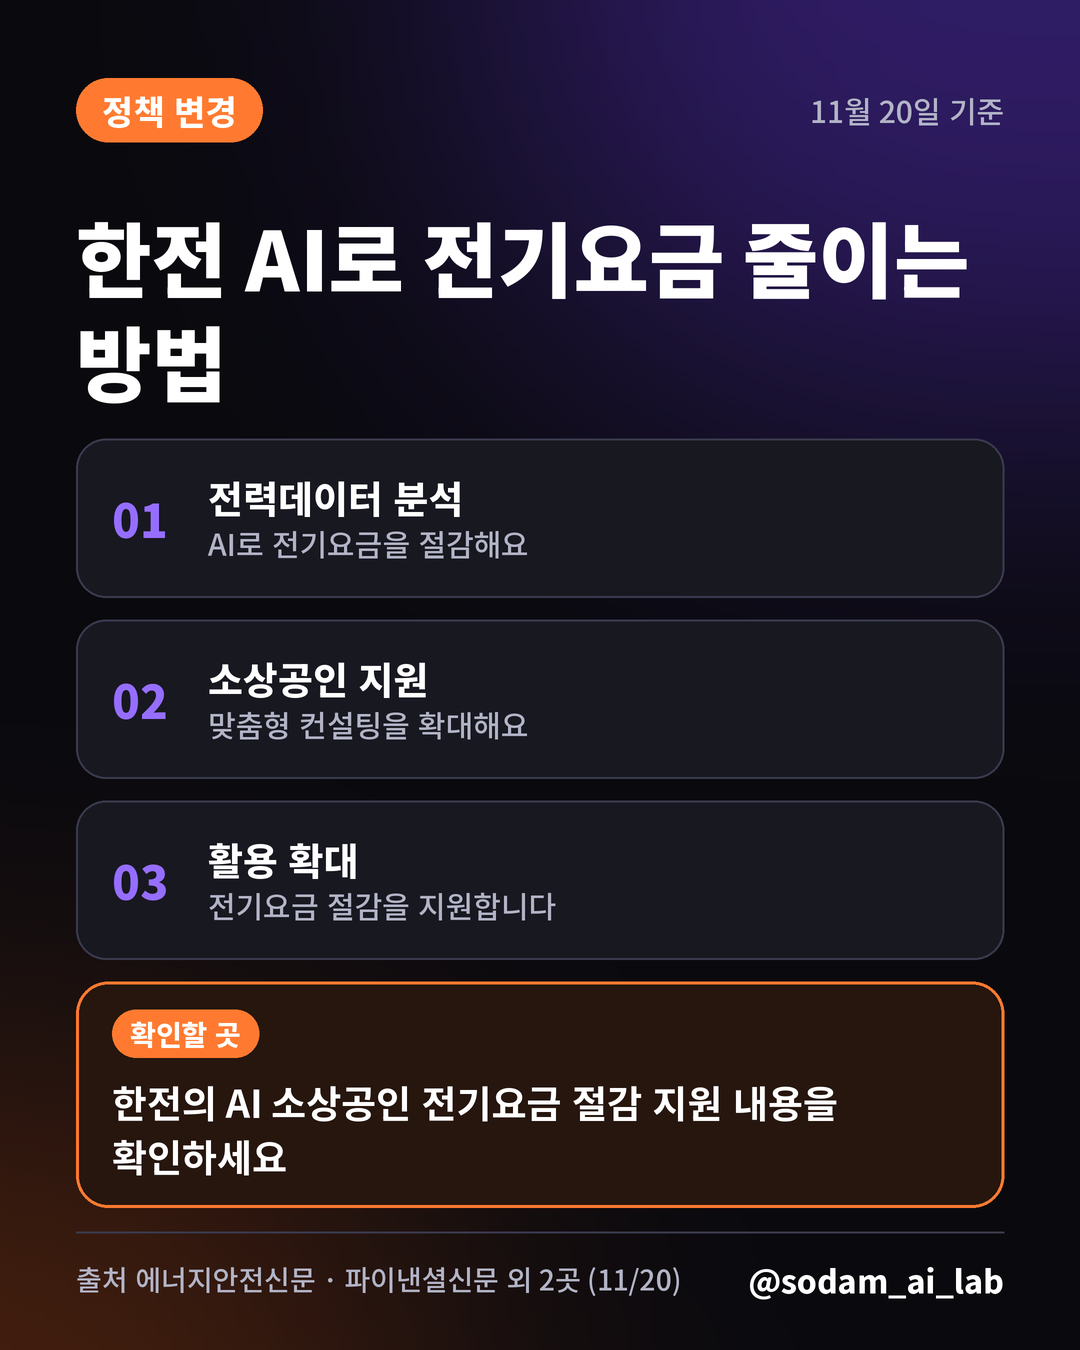 정책 변경
11월 20일 기준
한전 AI로 전기요금 줄이는
방법
01
전력데이터 분석
AI로 전기요금을 절감해요
02
소상공인 지원
맞춤형 컨설팅을 확대해요
03
활용 확대
전기요금 절감을 지원합니다
확인할 곳
한전의 AI 소상공인 전기요금 절감 지원 내용을
확인하세요
출처 에너지안전신문 · 파이낸셜신문 외 2곳 (11/20)
@sodam_ai_lab